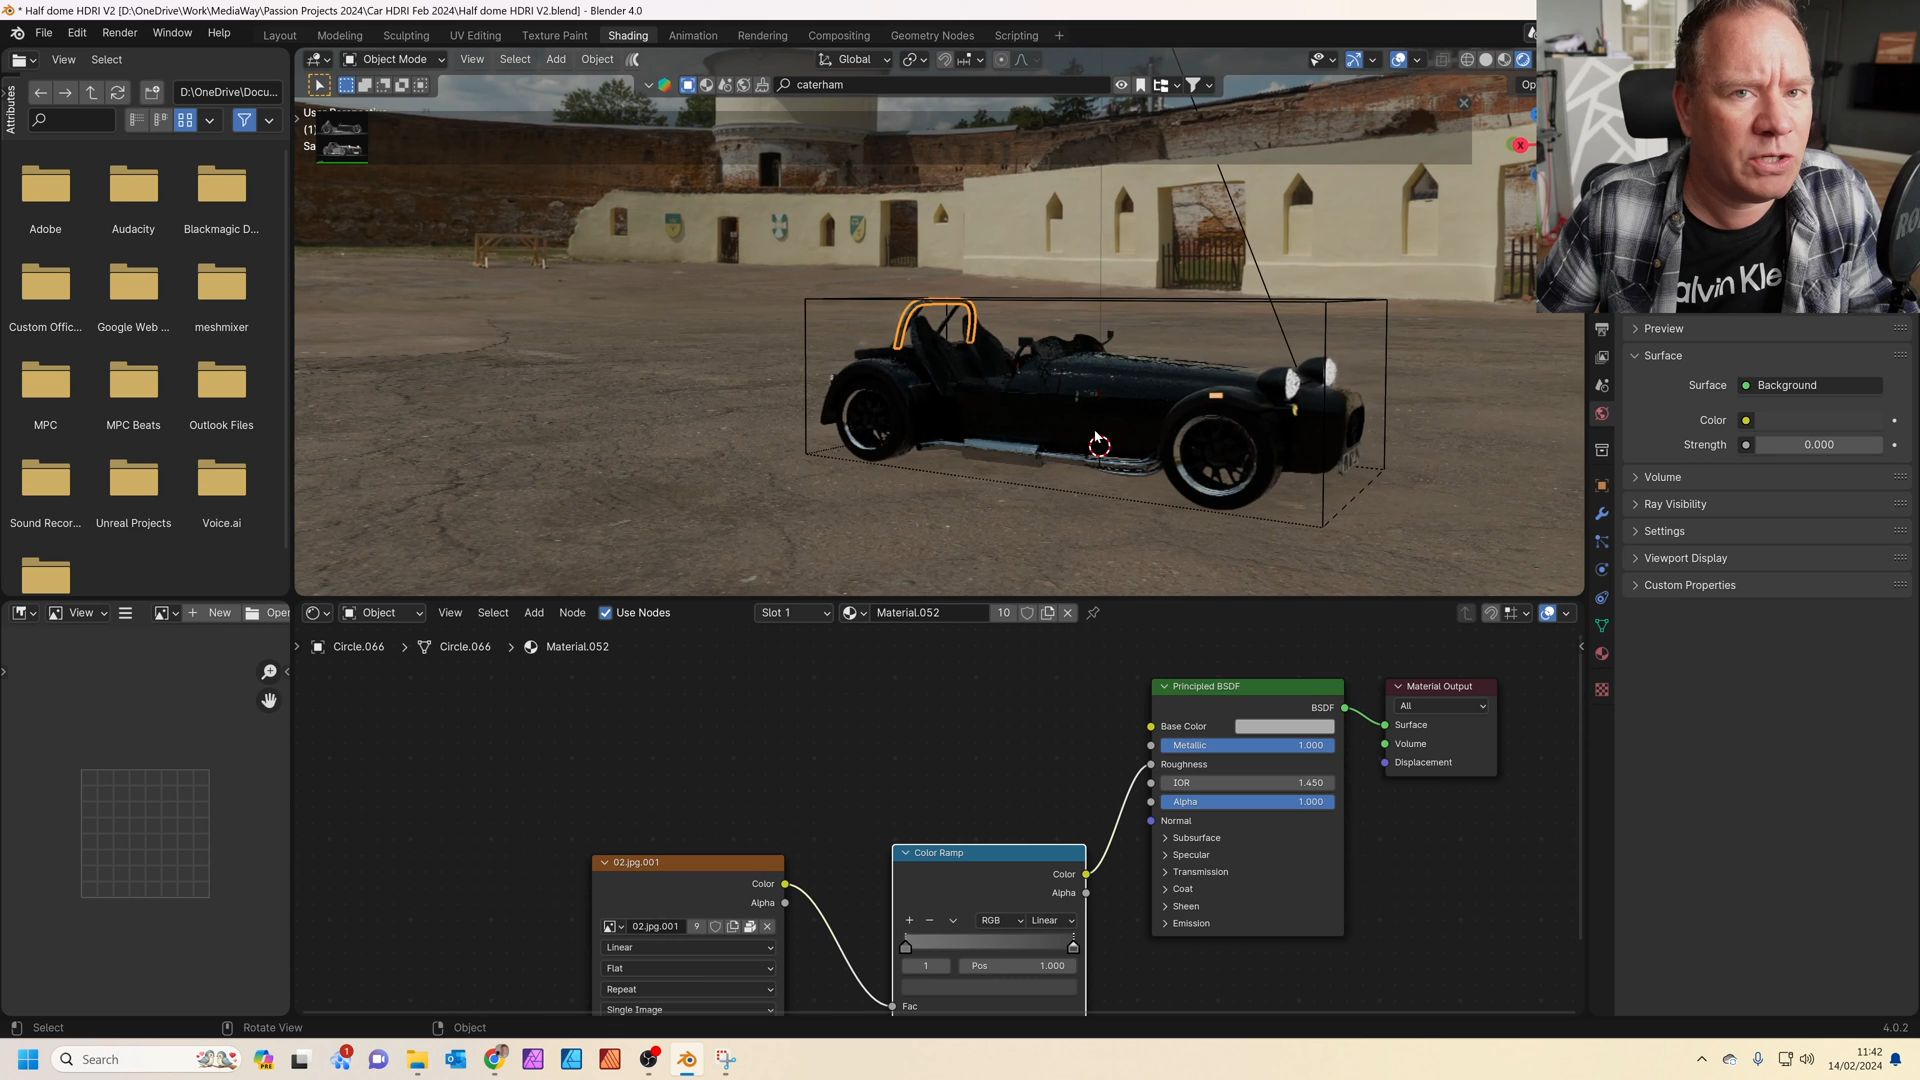 * Half dome HDRI V2 [D:\OneDrive\Work\MediaWay\Passion Projects 2024\Car HDRI Feb 2024\Half dome HDRI V2.blend] - Blender 4.0
File Edit Render Window Help
Layout Modeling Sculpting UV Editing Texture Paint Shading Animation Rendering Compositing Geometry Nodes Scripting
View Select
Object Mode View Select Add Object Global
D:\OneDrive\Docu...
caterham
Op
Attributes
(1)
X
Adobe Audacity Blackmagic D...
Custom Offic... Google Web ... meshmixer
MPC MPC Beats Outlook Files
Sound Recor... Unreal Projects Voice.ai
alvin Kle
Preview
Surface
Surface Background
Color
Strength 0.000
Volume
Ray Visibility
Settings
Viewport Display
Custom Properties
View New Open
Object View Select Add Node Use Nodes Slot 1 Material.052 10
Circle.066 Circle.066 Material.052
Principled BSDF
BSDF
Base Color
Metallic 1.000
Roughness
IOR 1.450
Alpha 1.000
Normal
Subsurface
Specular
Transmission
Coat
Sheen
Emission
Material Output
All
Surface
Volume
Displacement
02.jpg.001
Color
Alpha
02.jpg.001 9
Linear
Flat
Repeat
Single Image
Color Ramp
Color
Alpha
RGB Linear
1 Pos 1.000
Fac
Select Rotate View Object
4.0.2
Search
PRE
1
11:42
14/02/2024